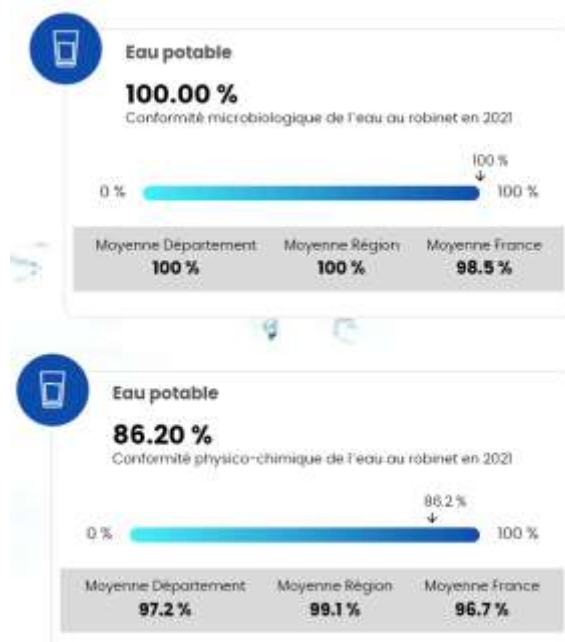 Eau potable
100.00 %
Conformité microbiologique de l'eau au robinet en 2021
100 %
0 %
100 %
Moyenne Département Moyenne Région Moyenne France
100 % 100 % 98.5 %
Eau potable
86.20 %
Conformité physico-chimique de l'eau au robinet en 2021
86.2 %
0 %
100 %
Moyenne Département Moyenne Région Moyenne France
97.2 % 99.1 % 96.7 %